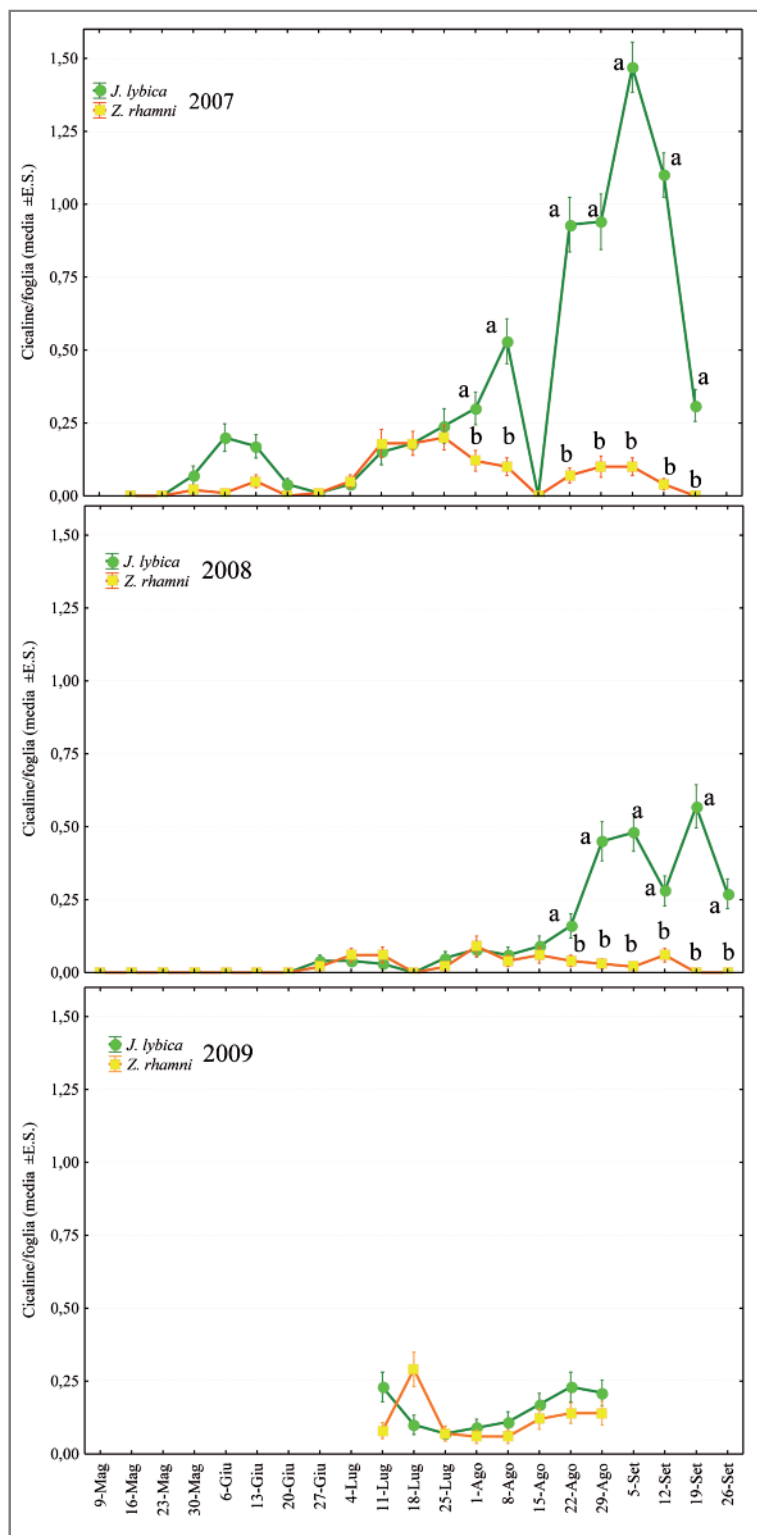 1,50
1,25
1,00
0,75
0,50
0,25
0,00
Cicaline/foglia (media ±E.S.)
J. lybica
Z. rhamni
2007
a
a
a
a
a
a
a
b
b
b
b
b
b
b
1,50
1,25
1,00
0,75
0,50
0,25
0,00
Cicaline/foglia (media ±E.S.)
J. lybica
Z. rhamni
2008
a
a
a
a
a
a
b
b
b
b
b
b
1,50
1,25
1,00
0,75
0,50
0,25
0,00
Cicaline/foglia (media ±E.S.)
J. lybica
Z. rhamni
2009
9-Mag
16-Mag
23-Mag
30-Mag
6-Giu
13-Giu
20-Giu
27-Giu
4-Lug
11-Lug
18-Lug
25-Lug
1-Ago
8-Ago
15-Ago
22-Ago
29-Ago
5-Set
12-Set
19-Set
26-Set